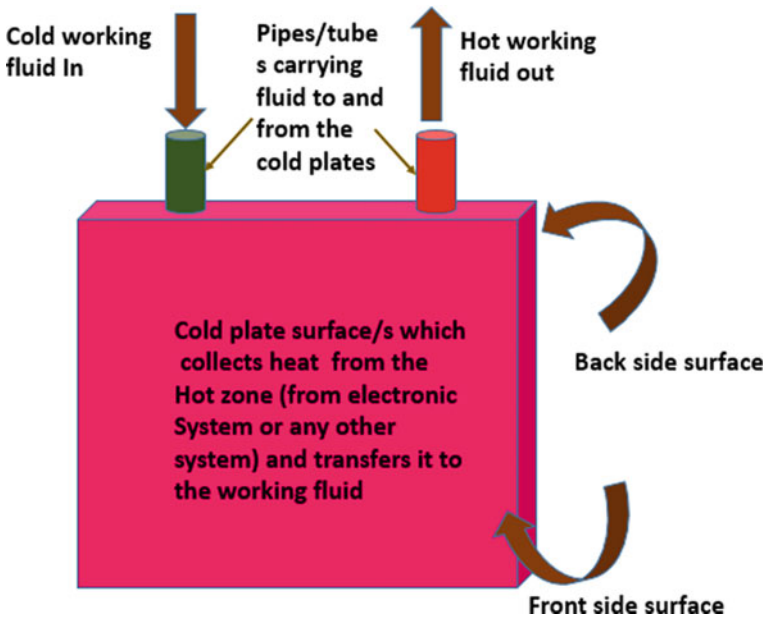 Cold working
fluid In
Pipes/tube
s carrying
fluid to and
from the
cold plates
Hot working
fluid out
Cold plate surface/s which
collects heat from the
Hot zone (from electronic
System or any other
system) and transfers it to
the working fluid
Back side surface
Front side surface